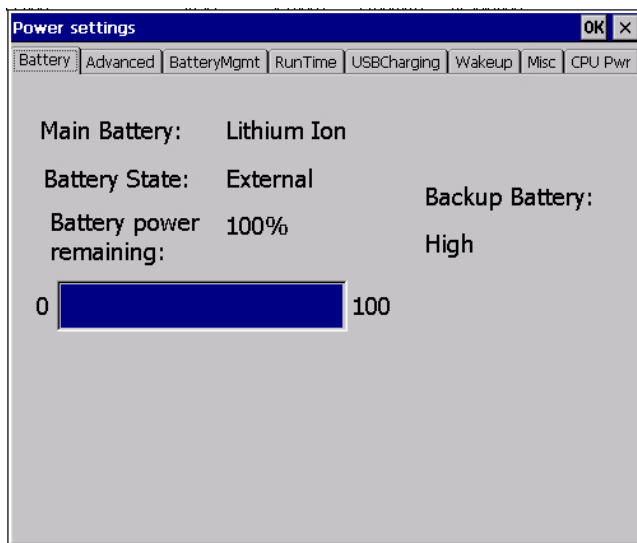 Power settings OK ×
Battery Advanced BatteryMgmt RunTime USBCharging Wakeup Misc CPU Pwr
Main Battery: Lithium Ion
Battery State: External
Battery power remaining: 100%
Backup Battery:
High
0 100